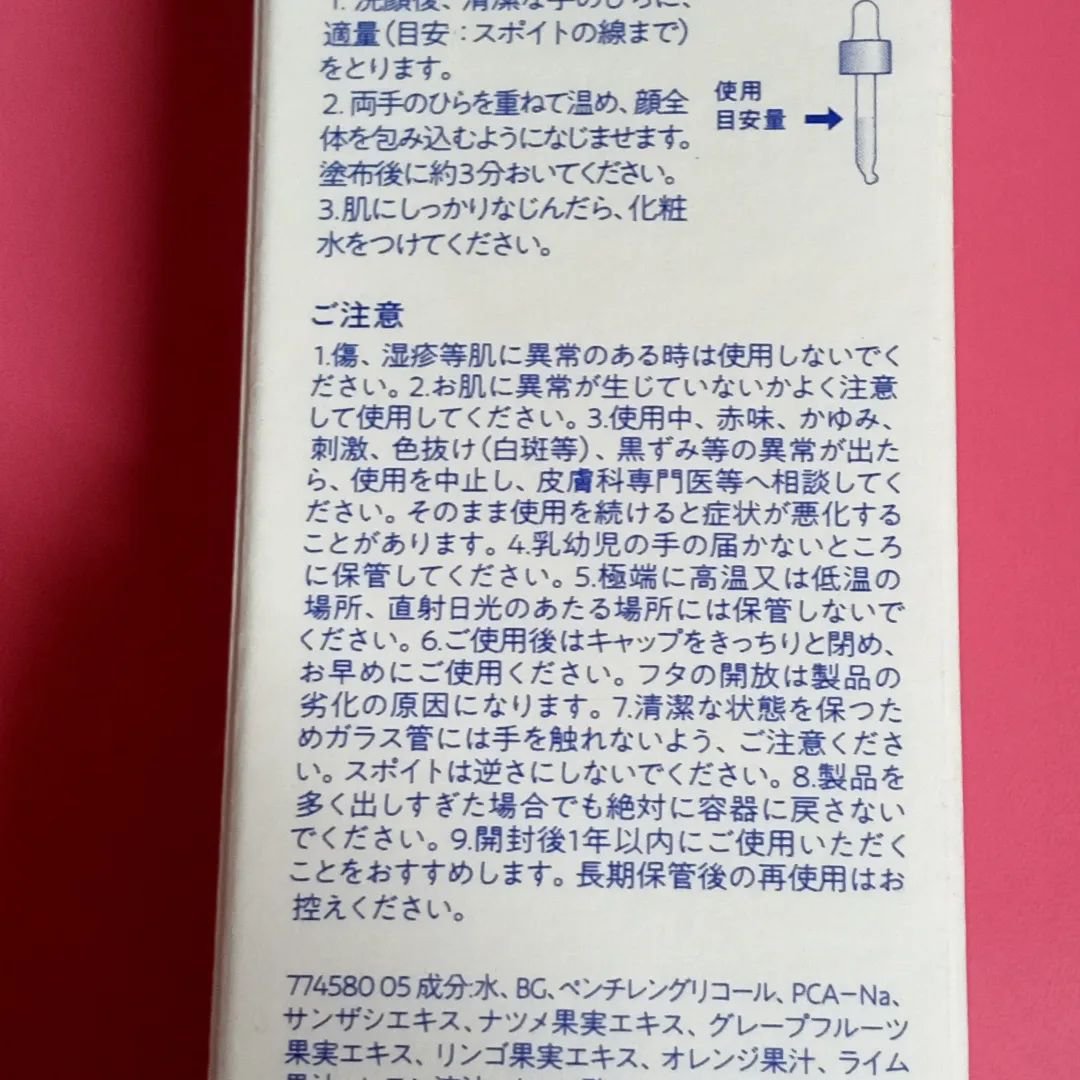 1. 洗顔後、清潔な手のひらに、
適量(目安:スポイトの線まで)
をとります。
2. 両手のひらを重ねて温め、顔全
体を包み込むようになじませます。
塗布後に約3分おいてください。
3.肌にしっかりなじんだら、化粧
水をつけてください。
使用
目安量
ご注意
1.傷、湿疹等肌に異常のある時は使用しないでく
ださい。2.お肌に異常が生じていないかよく注意
して使用してください。3.使用中、赤味、かゆみ、
刺激、色抜け(白斑等)、黒ずみ等の異常が出た
ら、使用を中止し、皮膚科専門医等へ相談してく
ださい。そのまま使用を続けると症状が悪化する
ことがあります。4.乳幼児の手の届かないところ
に保管してください。5.極端に高温又は低温の
場所、直射日光のあたる場所には保管しないで
ください。6.ご使用後はキャップをきっちりと閉め、
お早めにご使用ください。フタの開放は製品の
劣化の原因になります。7.清潔な状態を保つた
めガラス管には手を触れないよう、ご注意くださ
い。スポイトは逆さにしないでください。8.製品を
多く出しすぎた場合でも絶対に容器に戻さない
でください。9.開封後1年以内にご使用いただく
ことをおすすめします。長期保管後の再使用はお
控えください。
774580 05 成分:水、BG、ペンチレングリコール、PCA-Na、
サンザシエキス、ナツメ果実エキス、グレープフルーツ
果実エキス、リンゴ果実エキス、オレンジ果汁、ライム